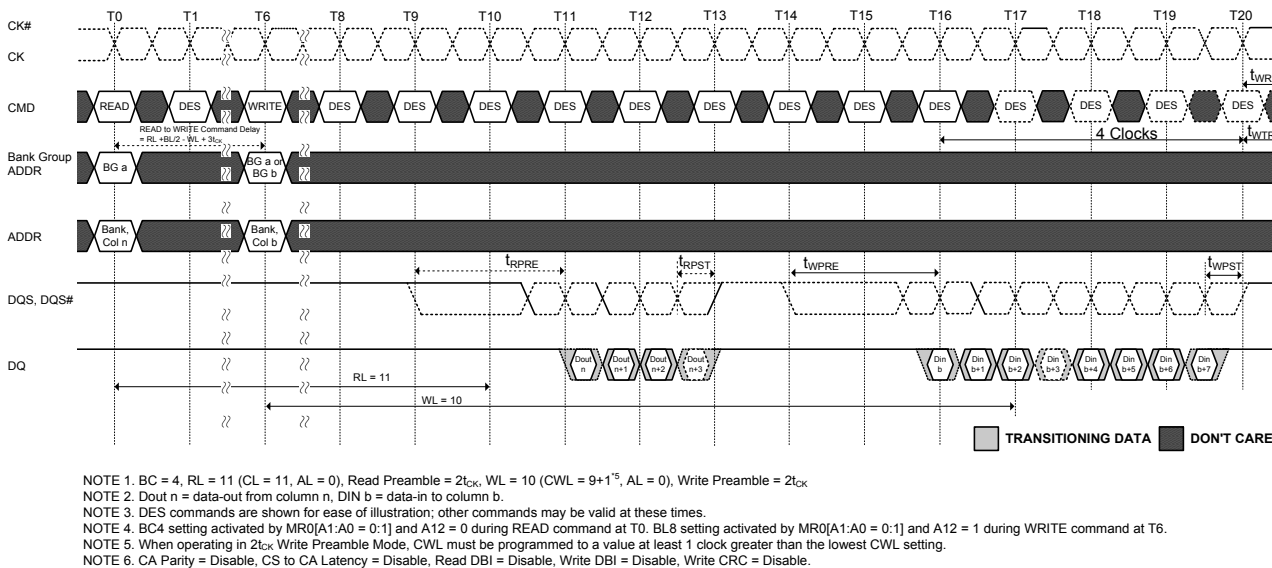 T0 T1 T6 T8 T9 T10 T11 T12 T13 T14 T15 T16 T17 T18 T19 T20
CK#
CK
tWR
CMD READ DES WRITE DES DES DES DES DES DES DES DES DES DES DES DES DES
READ to WRITE Command Delay
= RL +BL/2 - WL + 3tCK
4 Clocks
tWTR
Bank Group
ADDR
BG a
BG a or
BG b
ADDR
Bank,
Col n
Bank,
Col b
tRPRE tRPST tWPRE tWPST
DQS, DQS#
DQ
Dout
n
Dout
n+1
Dout
n+2
Dout
n+3
Din
b
Din
b+1
Din
b+2
Din
b+3
Din
b+4
Din
b+5
Din
b+6
Din
b+7
RL = 11
WL = 10
TRANSITIONING DATA DON'T CARE
NOTE 1. BC = 4, RL = 11 (CL = 11, AL = 0), Read Preamble = 2tCK, WL = 10 (CWL = 9+1*5, AL = 0), Write Preamble = 2tCK
NOTE 2. Dout n = data-out from column n, DIN b = data-in to column b.
NOTE 3. DES commands are shown for ease of illustration; other commands may be valid at these times.
NOTE 4. BC4 setting activated by MR0[A1:A0 = 0:1] and A12 = 0 during READ command at T0. BL8 setting activated by MR0[A1:A0 = 0:1] and A12 = 1 during WRITE command at T6.
NOTE 5. When operating in 2tCK Write Preamble Mode, CWL must be programmed to a value at least 1 clock greater than the lowest CWL setting.
NOTE 6. CA Parity = Disable, CS to CA Latency = Disable, Read DBI = Disable, Write DBI = Disable, Write CRC = Disable.